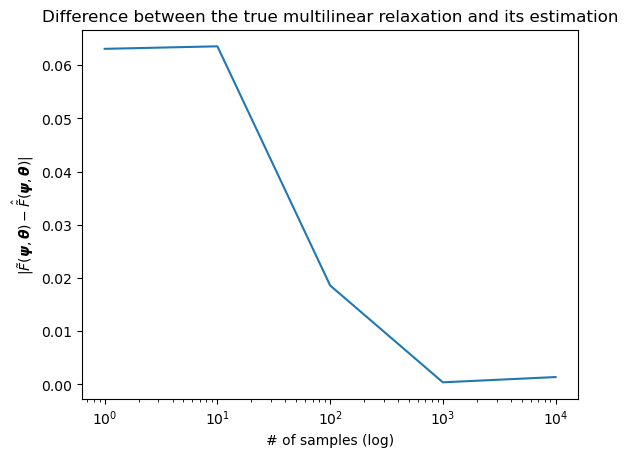 Difference between the true multilinear relaxation and its estimation
|F̃(𝝍, 𝜽) − F̃̂(𝝍, 𝜽)|
0.06
0.05
0.04
0.03
0.02
0.01
0.00
10⁰ 10¹ 10² 10³ 10⁴
# of samples (log)